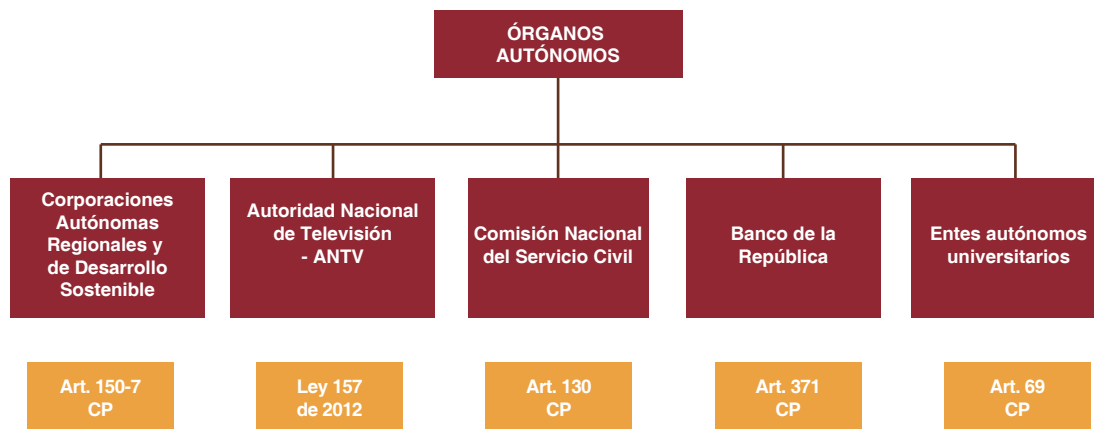 ÓRGANOS
AUTÓNOMOS
Corporaciones
Autónomas
Regionales y
de Desarrollo
Sostenible
Autoridad Nacional
de Televisión
- ANTV
Comisión Nacional
del Servicio Civil
Banco de la
República
Entes autónomos
universitarios
Art. 150-7
CP
Ley 157
de 2012
Art. 130
CP
Art. 371
CP
Art. 69
CP